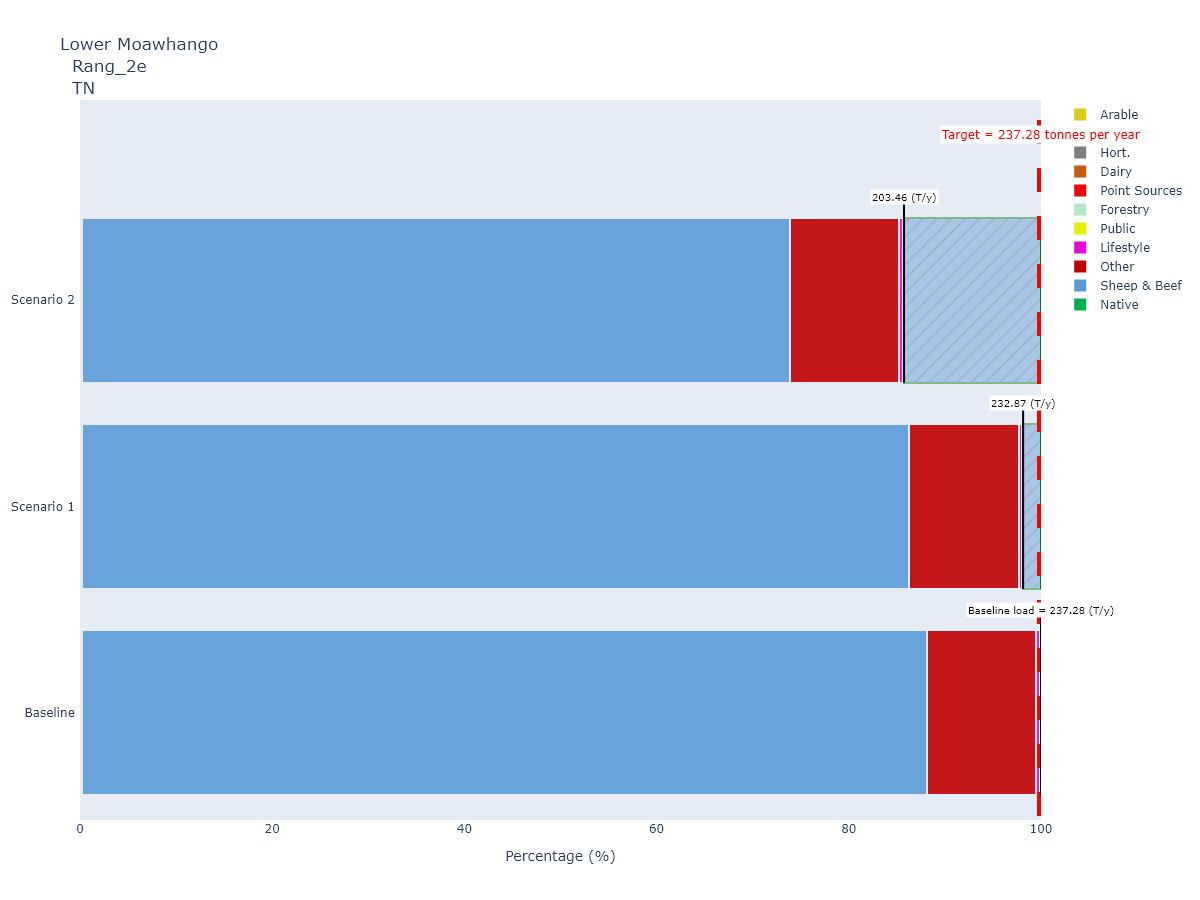 Lower Moawhango
Rang_2e
TN
Arable
Target = 237.28 tonnes per year
Hort.
Dairy
Point Sources
Forestry
Public
Lifestyle
Other
Sheep & Beef
Native
203.46 (T/y)
Scenario 2
232.87 (T/y)
Scenario 1
Baseline load = 237.28 (T/y)
Baseline
0 20 40 60 80 100
Percentage (%)